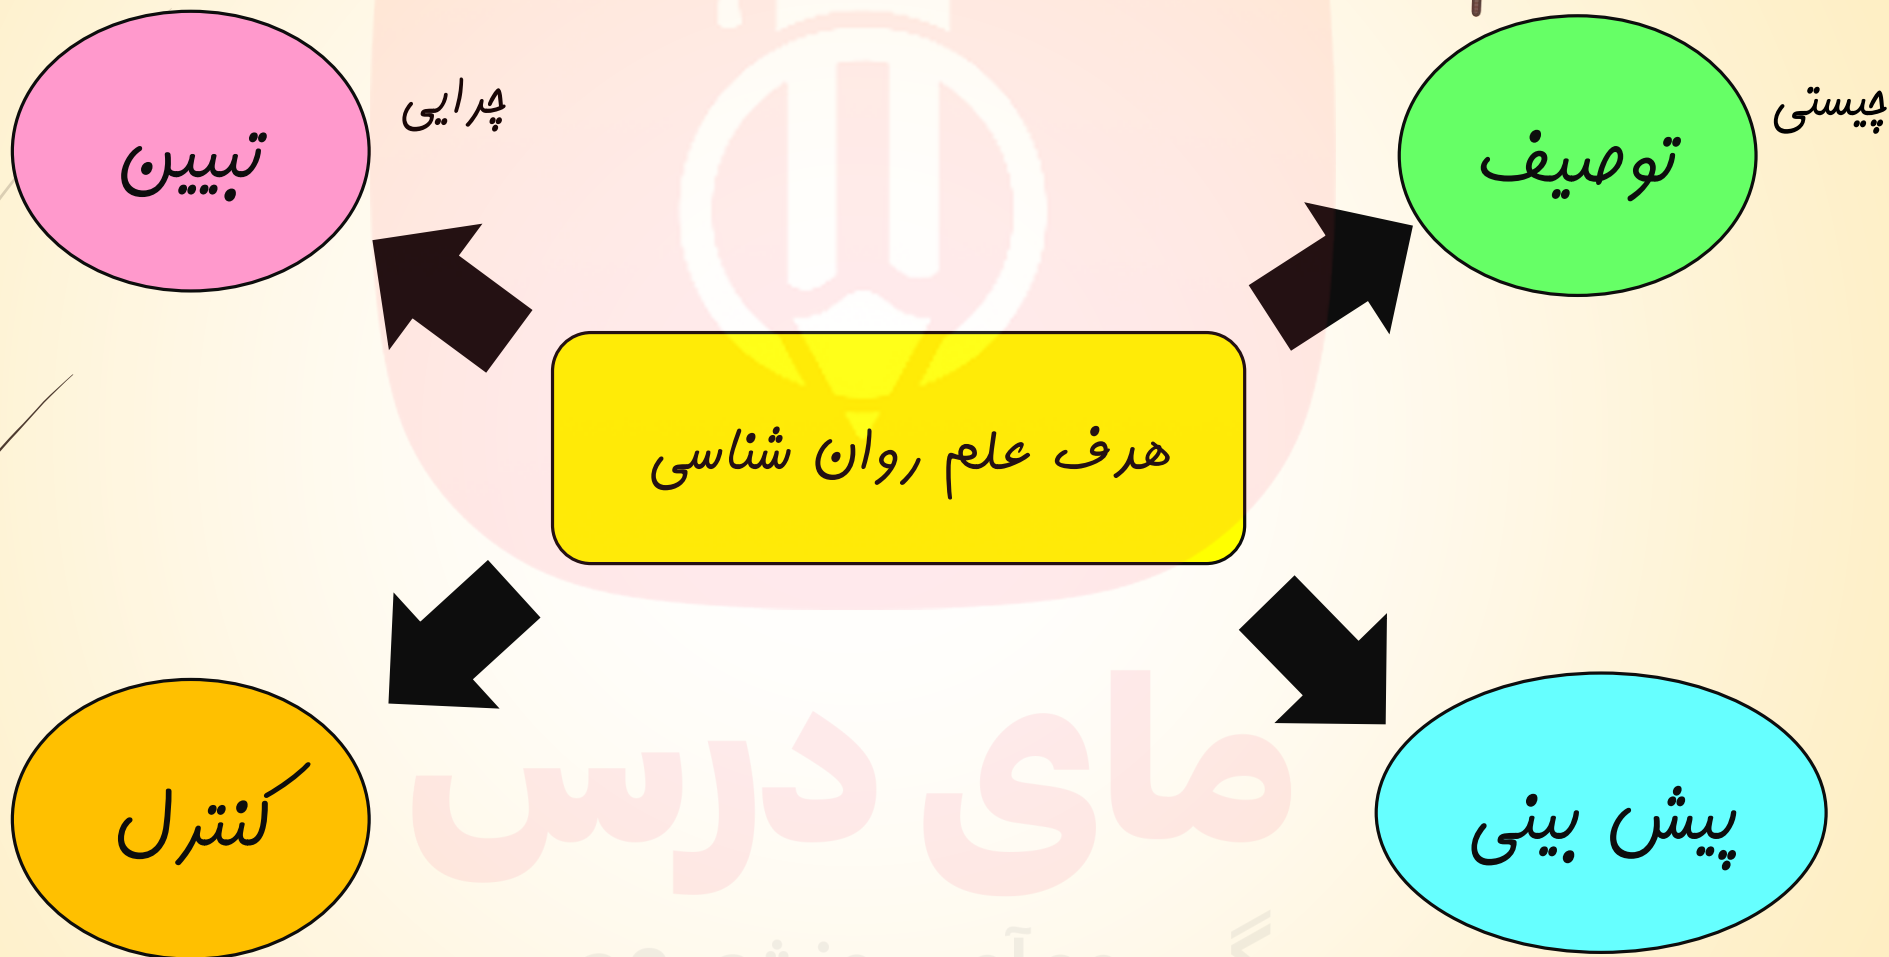 چیستی
توصیف
چرایی
تبیین
هدف علم روان شناسی
پیش بینی
کنترل
مای درس